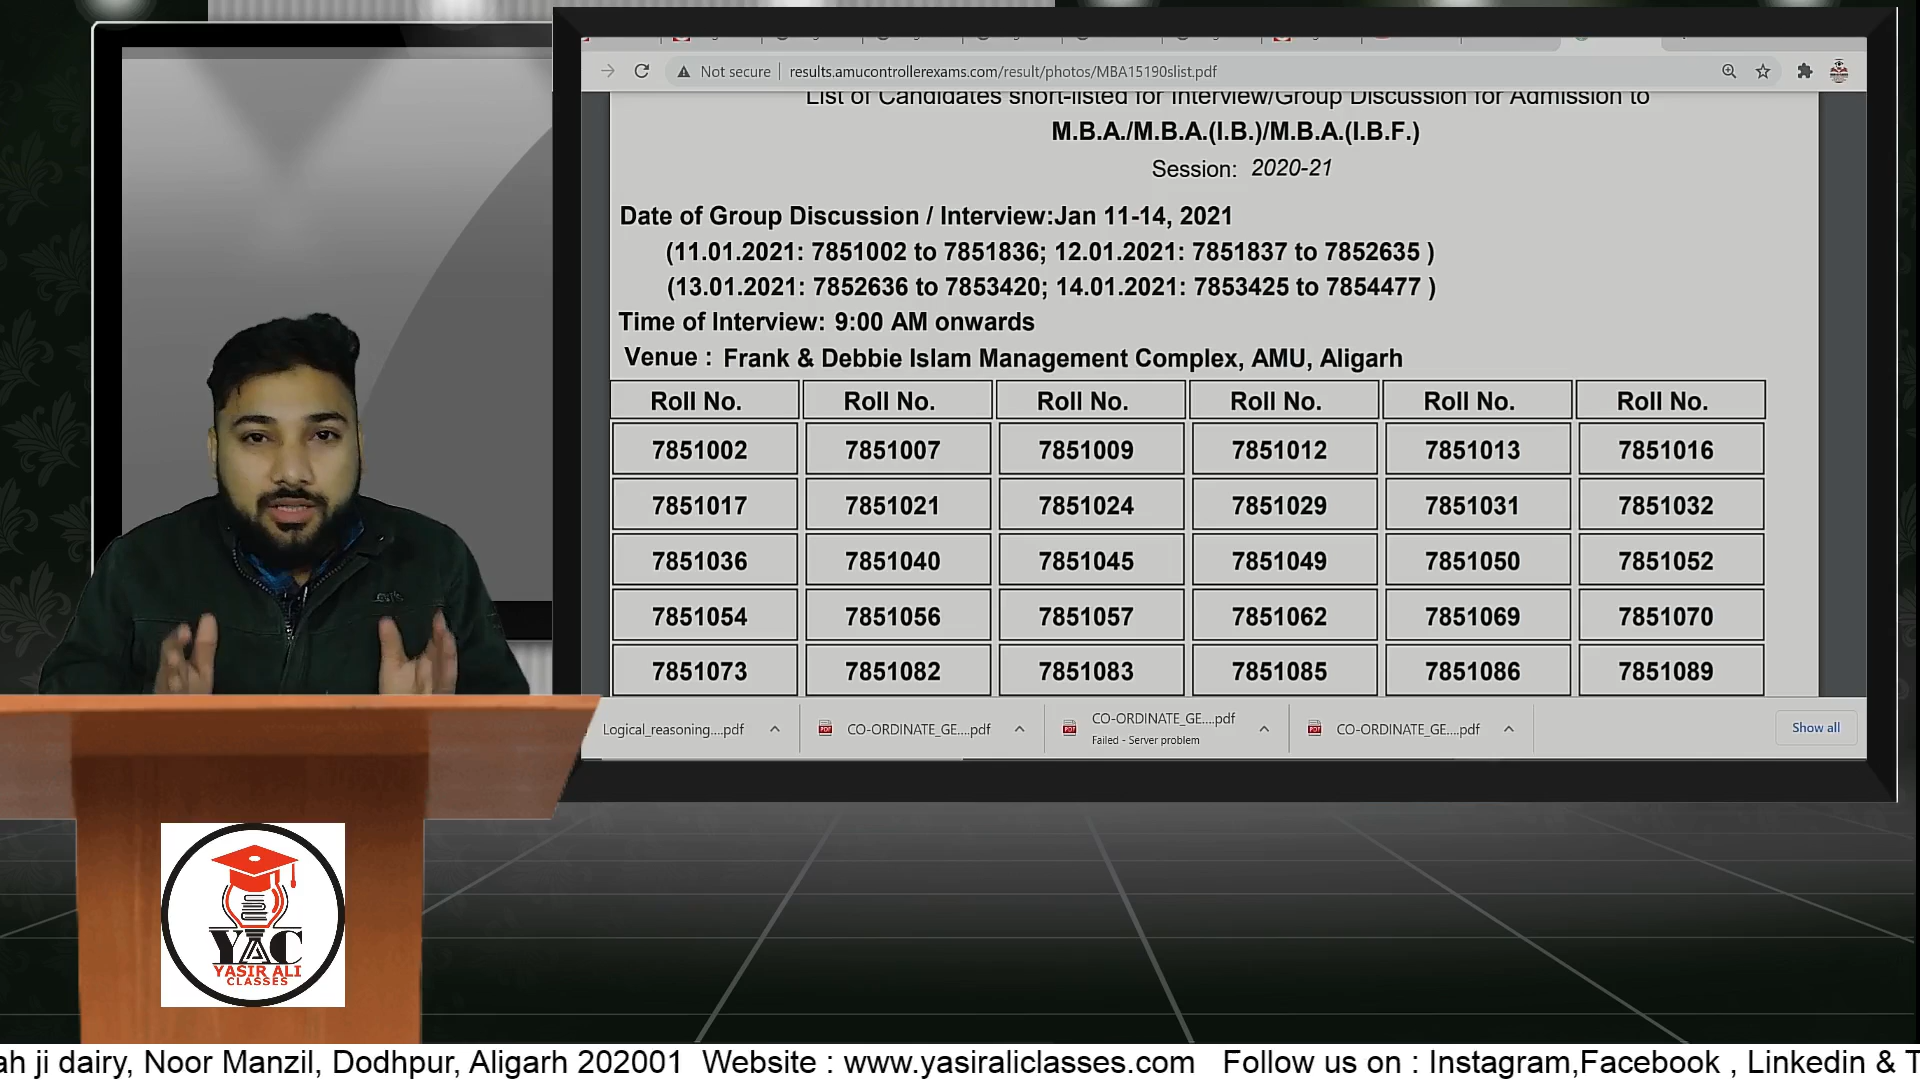 Not secure
results.amucontrollerexams.com/result/photos/MBA15190slist.pdf
List of Candidates short-listed for Interview/Group Discussion for Admission to
M.B.A./M.B.A.(I.B.)/M.B.A.(I.B.F.)
Session: 2020-21
Date of Group Discussion / Interview:Jan 11-14, 2021
(11.01.2021: 7851002 to 7851836; 12.01.2021: 7851837 to 7852635 )
(13.01.2021: 7852636 to 7853420; 14.01.2021: 7853425 to 7854477 )
Time of Interview: 9:00 AM onwards
Venue : Frank & Debbie Islam Management Complex, AMU, Aligarh
Roll No. Roll No. Roll No. Roll No. Roll No. Roll No.
7851002 7851007 7851009 7851012 7851013 7851016
7851017 7851021 7851024 7851029 7851031 7851032
7851036 7851040 7851045 7851049 7851050 7851052
7851054 7851056 7851057 7851062 7851069 7851070
7851073 7851082 7851083 7851085 7851086 7851089
Logical_reasoning....pdf
CO-ORDINATE_GE....pdf
CO-ORDINATE_GE....pdf
Failed - Server problem
CO-ORDINATE_GE....pdf
Show all
YAC
YASIR ALI
CLASSES
ah ji dairy, Noor Manzil, Dodhpur, Aligarh 202001 Website : www.yasiraliclasses.com Follow us on : Instagram,Facebook , Linkedin & T